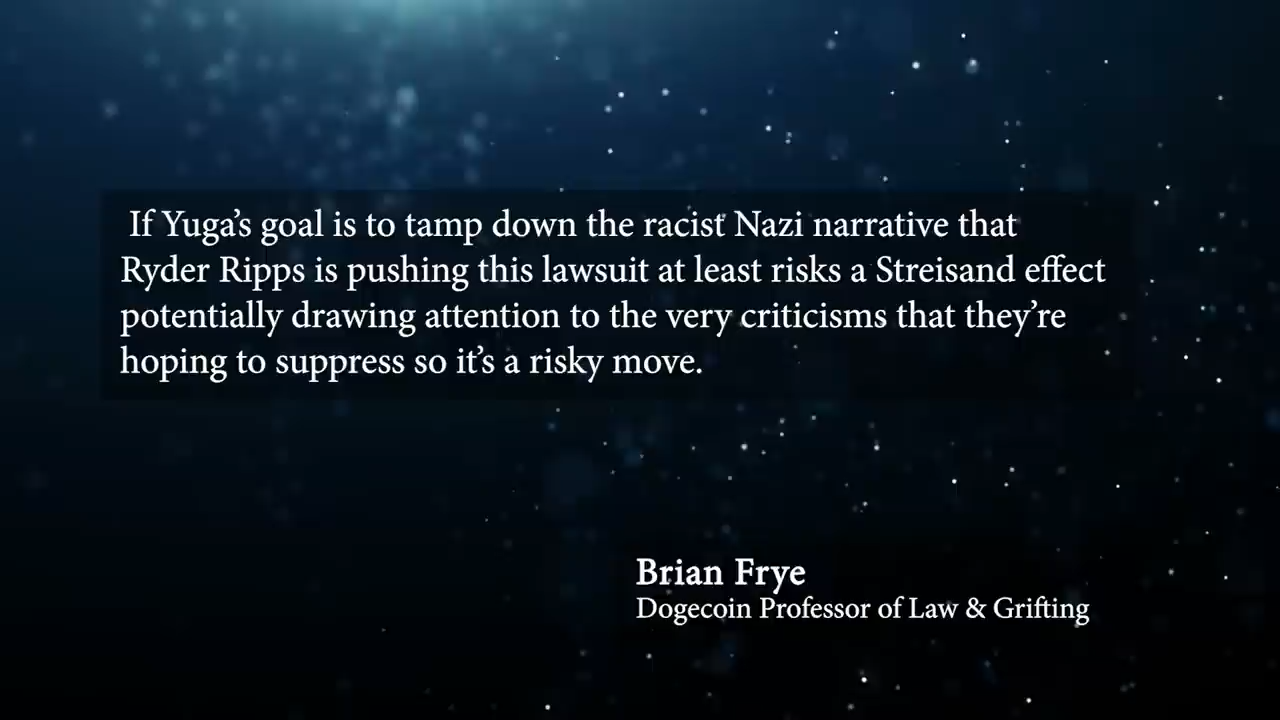 If Yuga's goal is to tamp down the racist Nazi narrative that
Ryder Ripps is pushing this lawsuit at least risks a Streisand effect
potentially drawing attention to the very criticisms that they're
hoping to suppress so it's a risky move.
Brian Frye
Dogecoin Professor of Law & Grifting